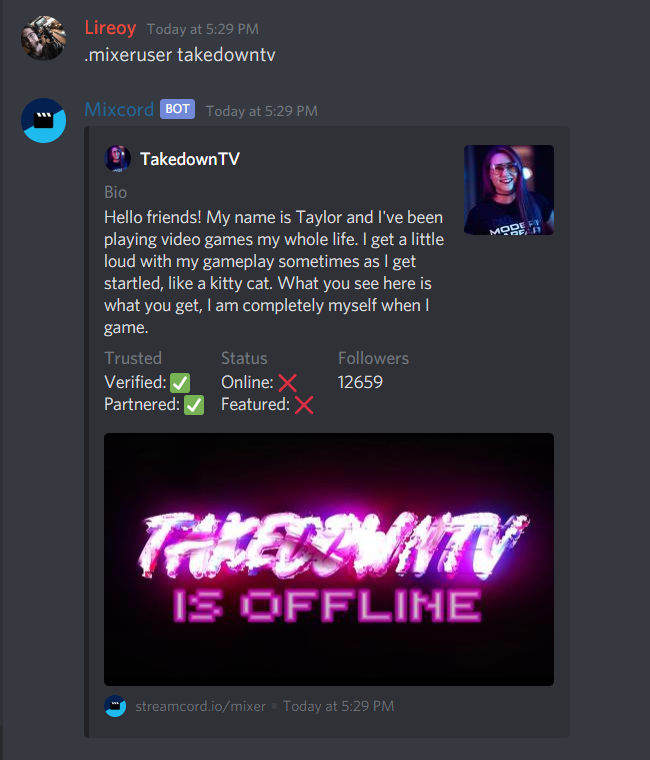 Lireoy Today at 5:29 PM
.mixeruser takedowntv
Mixcord BOT Today at 5:29 PM
TakedownTV
Bio
Hello friends! My name is Taylor and I've been
playing video games my whole life. I get a little
loud with my gameplay sometimes as I get
startled, like a kitty cat. What you see here is
what you get, I am completely myself when I
game.
Trusted Status Followers
Verified: ✅ Online: ❌ 12659
Partnered: ✅ Featured: ❌
MODERN
TAKEDOWNTV
IS OFFLINE
streamcord.io/mixer • Today at 5:29 PM